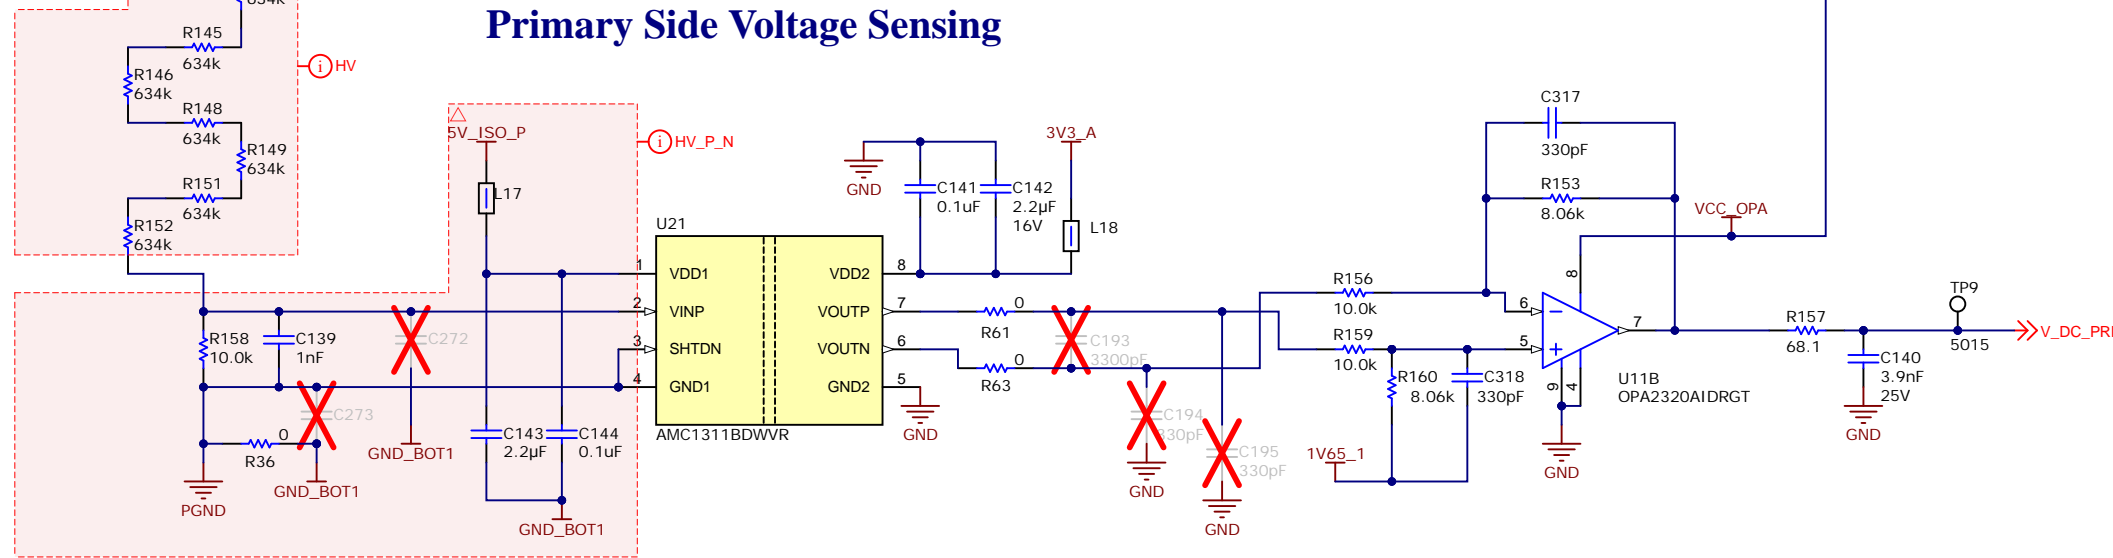 Primary Side Voltage Sensing
634k
R145
634k
R146
634k
R148
634k
R149
634k
R151
634k
R152
634k
i HV
5V_ISO_P
i HV_P_N
L17
U21
1
VDD1
2
VINP
3
SHTDN
4
GND1
VDD2
8
VOUTP
7
VOUTN
6
GND2
5
AMC1311BDWVR
R158
10.0k
C139
1nF
C272
C273
R36
0
PGND
GND_BOT1
GND_BOT1
C143
2.2µF
C144
0.1uF
GND_BOT1
GND
C141
0.1uF
C142
2.2µF
16V
3V3_A
L18
GND
R61
0
R63
0
C193
3300pF
C194
330pF
GND
C195
330pF
GND
R156
10.0k
R159
10.0k
R160
8.06k
C318
330pF
1V65_1
C317
330pF
R153
8.06k
VCC_OPA
8
6
5
7
9
4
U11B
OPA2320AIDRGT
GND
R157
68.1
C140
3.9nF
25V
GND
TP9
5015
V_DC_PRI